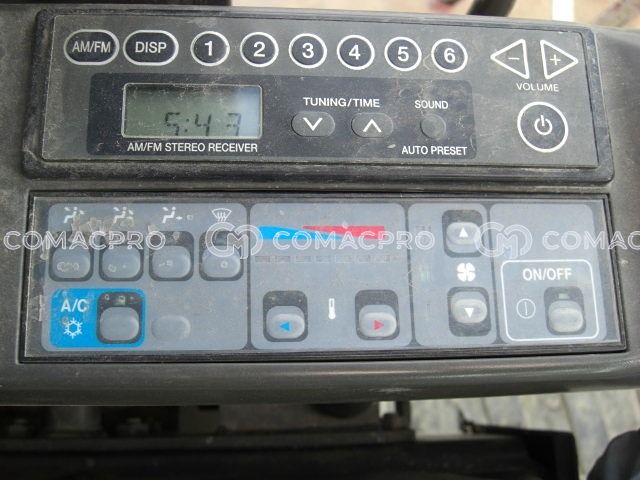 AM/FM DISP 1 2 3 4 5 6 − +
VOLUME
5:43
TUNING/TIME SOUND
AM/FM STEREO RECEIVER AUTO PRESET
COMACPRO COMACPRO COMACPRO
A/C ON/OFF